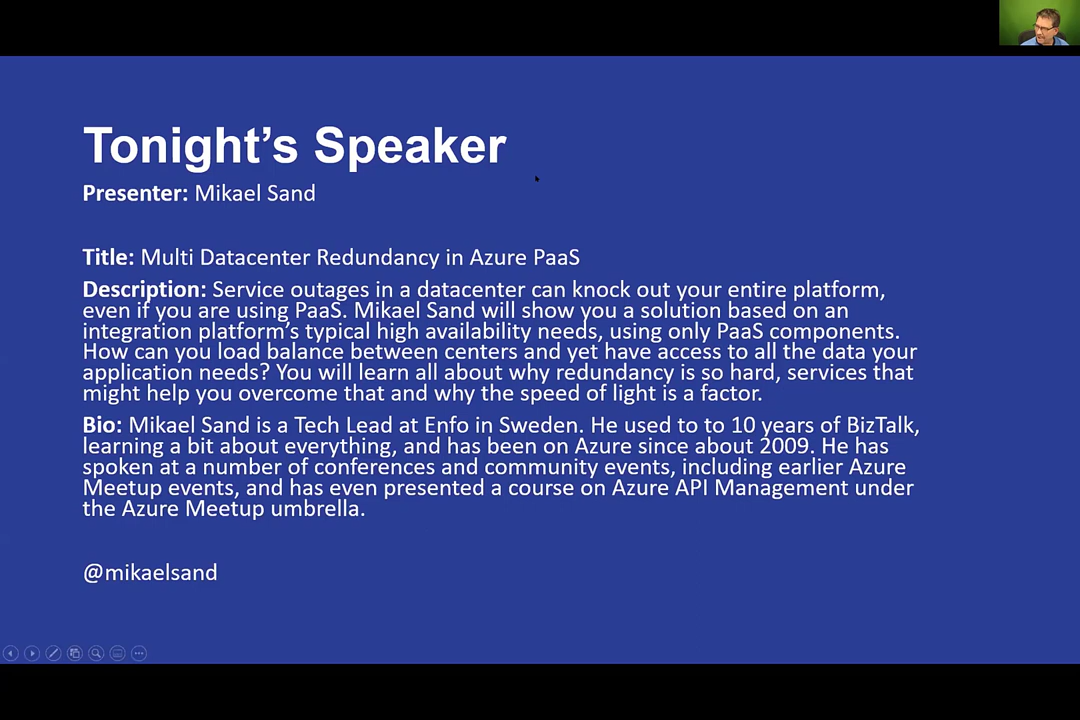 Tonight’s Speaker
Presenter: Mikael Sand
Title: Multi Datacenter Redundancy in Azure PaaS
Description: Service outages in a datacenter can knock out your entire platform,
even if you are using PaaS. Mikael Sand will show you a solution based on an
integration platform’s typical high availability needs, using only PaaS components.
How can you load balance between centers and yet have access to all the data your
application needs? You will learn all about why redundancy is so hard, services that
might help you overcome that and why the speed of light is a factor.
Bio: Mikael Sand is a Tech Lead at Enfo in Sweden. He used to to 10 years of BizTalk,
learning a bit about everything, and has been on Azure since about 2009. He has
spoken at a number of conferences and community events, including earlier Azure
Meetup events, and has even presented a course on Azure API Management under
the Azure Meetup umbrella.
@mikaelsand